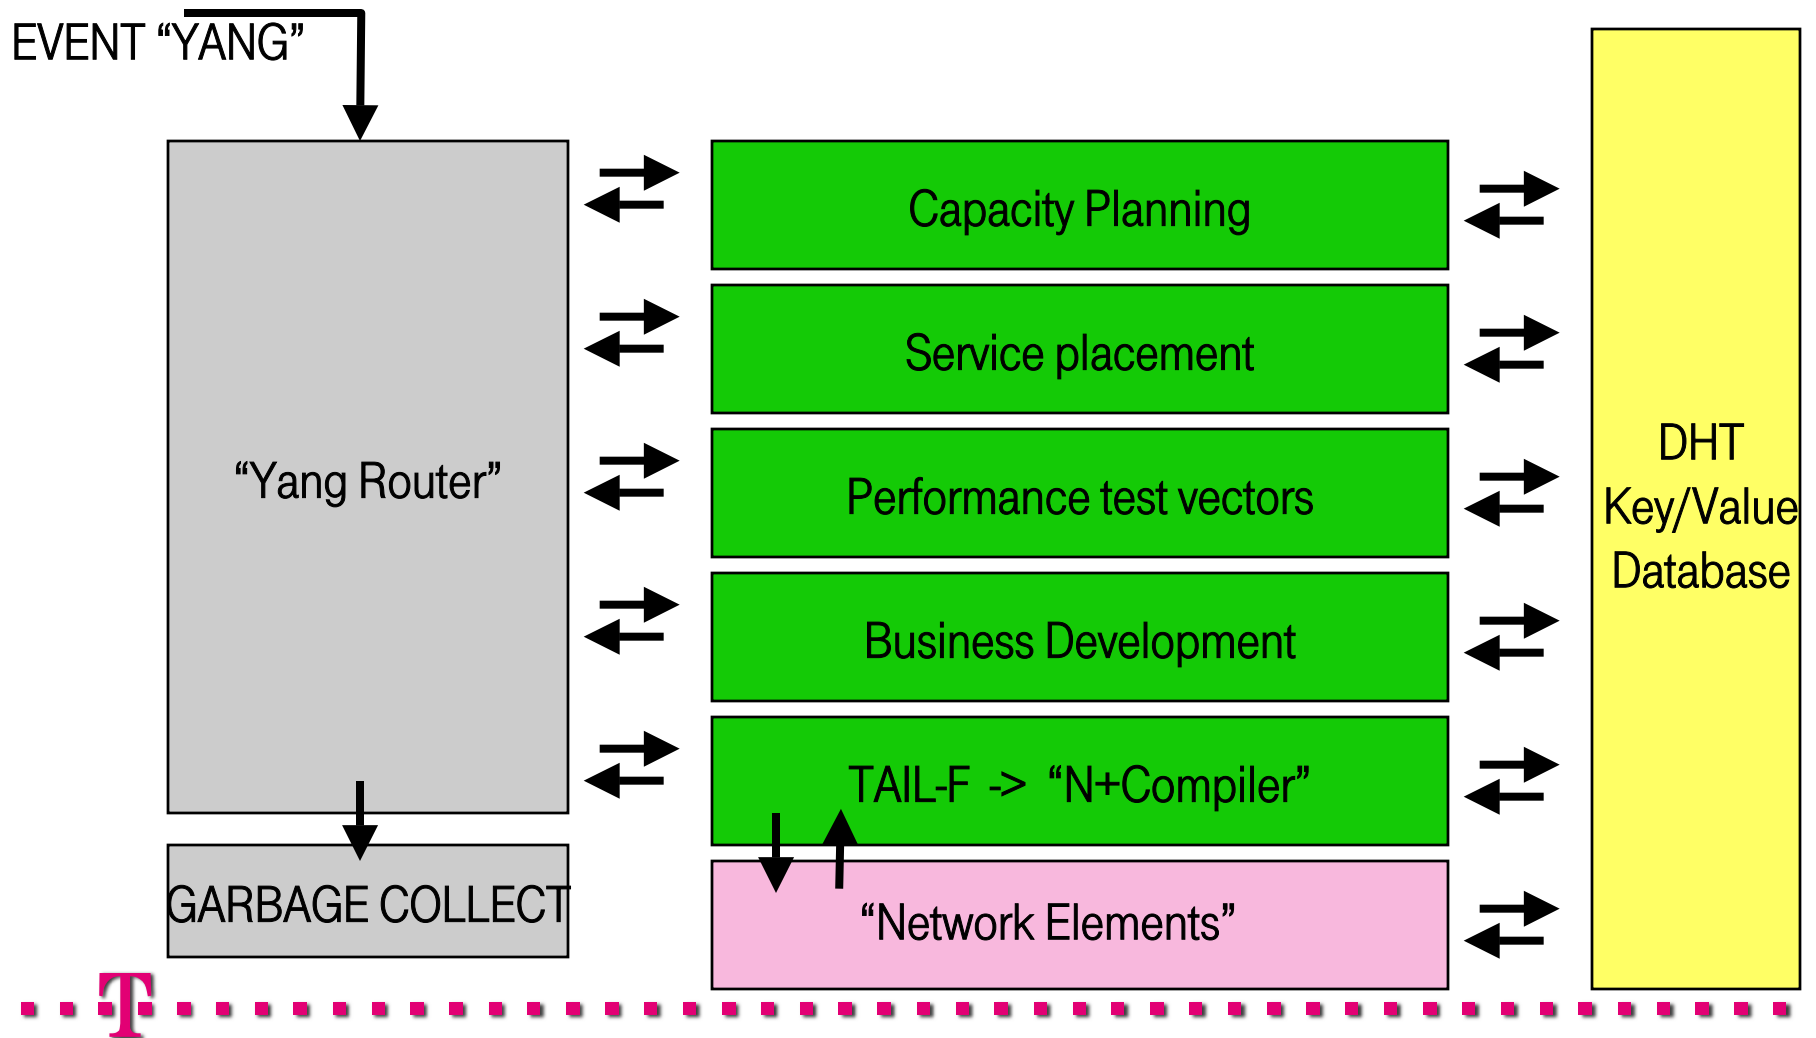 EVENT “YANG”
Capacity Planning
Service placement
“Yang Router”
Performance test vectors
DHT
Key/Value
Database
Business Development
TAIL-F -> “N+Compiler”
GARBAGE COLLECT
“Network Elements”
T